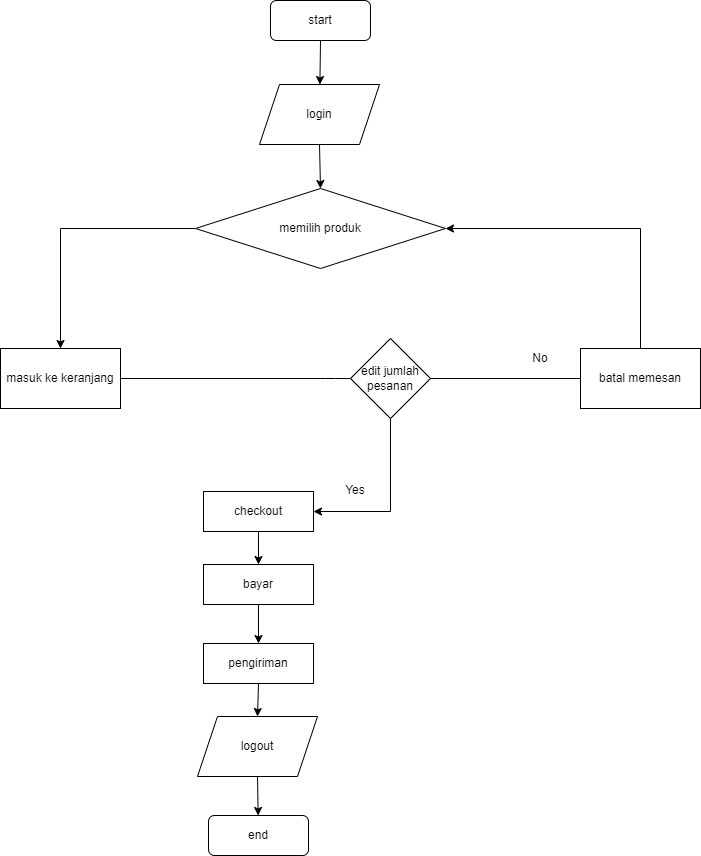 start
login
memilih produk
masuk ke keranjang
edit jumlah
pesanan
No
batal memesan
Yes
checkout
bayar
pengiriman
logout
end